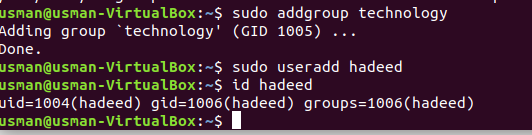 usman@usman-VirtualBox:~$ sudo addgroup technology
Adding group `technology' (GID 1005) ...
Done.
usman@usman-VirtualBox:~$ sudo useradd hadeed
usman@usman-VirtualBox:~$ id hadeed
uid=1004(hadeed) gid=1006(hadeed) groups=1006(hadeed)
usman@usman-VirtualBox:~$